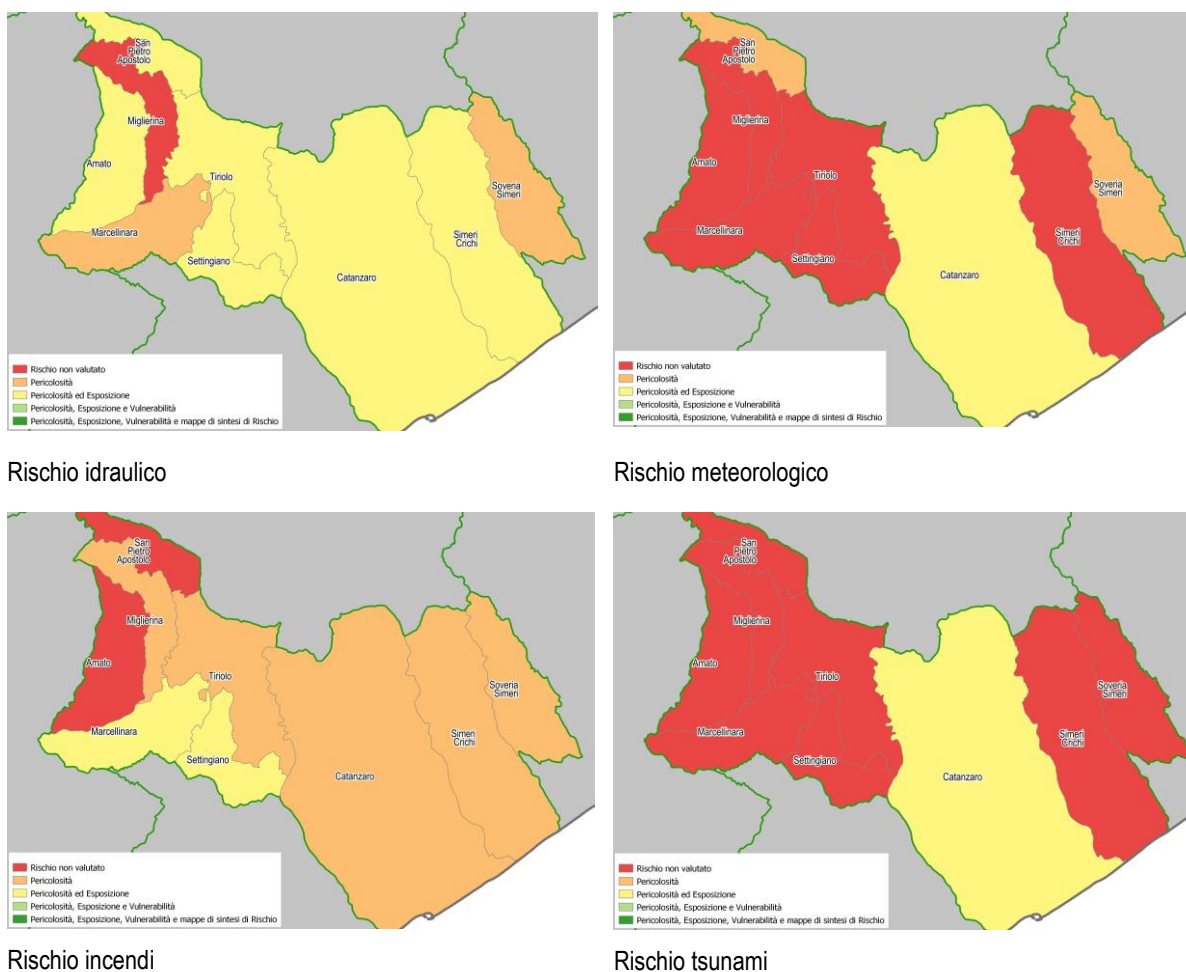 San
Pietro
Apostolo
Miglierina
Amato
Tiriolo
Marcellinara
Settingiano
Catanzaro
Simeri
Crichi
Soveria
Simeri
Rischio non valutato
Pericolosità
Pericolosità ed Esposizione
Pericolosità, Esposizione e Vulnerabilità
Pericolosità, Esposizione, Vulnerabilità e mappe di sintesi di Rischio
Rischio idraulico
San
Pietro
Apostolo
Miglierina
Amato
Tiriolo
Marcellinara
Settingiano
Catanzaro
Simeri
Crichi
Soveria
Simeri
Rischio non valutato
Pericolosità
Pericolosità ed Esposizione
Pericolosità, Esposizione e Vulnerabilità
Pericolosità, Esposizione, Vulnerabilità e mappe di sintesi di Rischio
Rischio meteorologico
San
Pietro
Apostolo
Miglierina
Amato
Tiriolo
Marcellinara
Settingiano
Catanzaro
Simeri
Crichi
Soveria
Simeri
Rischio non valutato
Pericolosità
Pericolosità ed Esposizione
Pericolosità, Esposizione e Vulnerabilità
Pericolosità, Esposizione, Vulnerabilità e mappe di sintesi di Rischio
Rischio incendi
San
Pietro
Apostolo
Miglierina
Amato
Tiriolo
Marcellinara
Settingiano
Catanzaro
Simeri
Crichi
Soveria
Simeri
Rischio non valutato
Pericolosità
Pericolosità ed Esposizione
Pericolosità, Esposizione e Vulnerabilità
Pericolosità, Esposizione, Vulnerabilità e mappe di sintesi di Rischio
Rischio tsunami